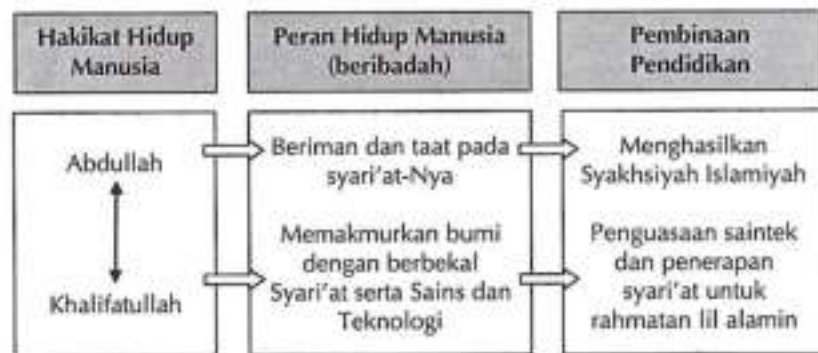 Hakikat Hidup
Manusia
Peran Hidup Manusia
(beribadah)
Pembinaan
Pendidikan
Abdullah
Khalifatullah
Beriman dan taat pada
syari'at-Nya
Memakmurkan bumi
dengan berbekal
Syari'at serta Sains dan
Teknologi
Menghasilkan
Syakhsiyah Islamiyah
Penguasaan saintek
dan penerapan
syari'at untuk
rahmatan lil alamin